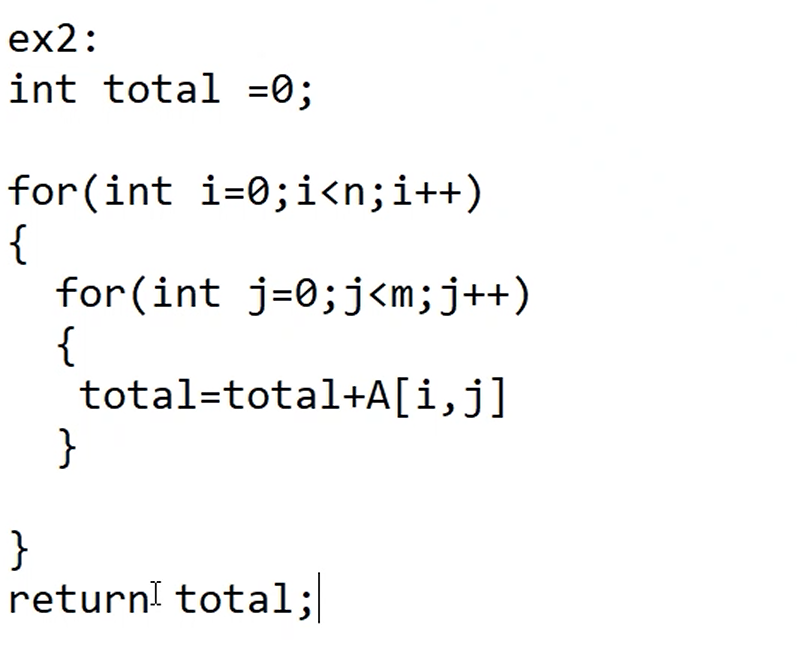 ex2:
int total =0;
for(int i=0;i<n;i++)
{
for(int j=0;j<m;j++)
{
total=total+A[i,j]
}
}
return total;